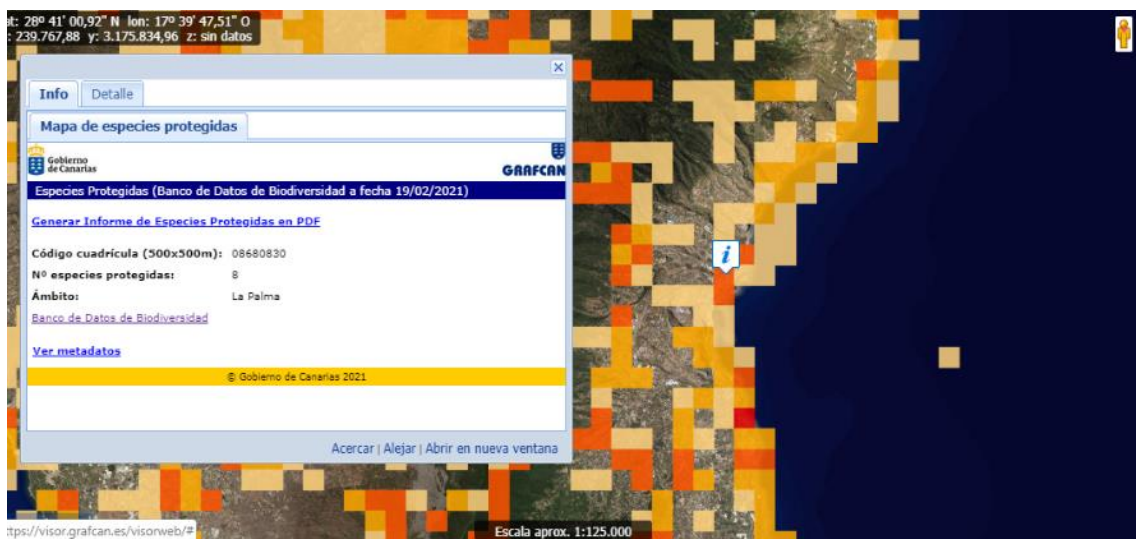 at: 28º 41' 00,92" N lon: 17º 39' 47,51" O
: 239.767,88 y: 3.175.834,96 z: sin datos
Info Detalle
Mapa de especies protegidas
Gobierno
de Canarias
GRAFCAN
Especies Protegidas (Banco de Datos de Biodiversidad a fecha 19/02/2021)
Generar Informe de Especies Protegidas en PDF
Código cuadrícula (500x500m): 08680830
Nº especies protegidas: 8
Ámbito: La Palma
Banco de Datos de Biodiversidad
Ver metadatos
© Gobierno de Canarias 2021
Acercar | Alejar | Abrir en nueva ventana
i
ttps://visor.grafcan.es/visorweb/#
Escala aprox. 1:125.000